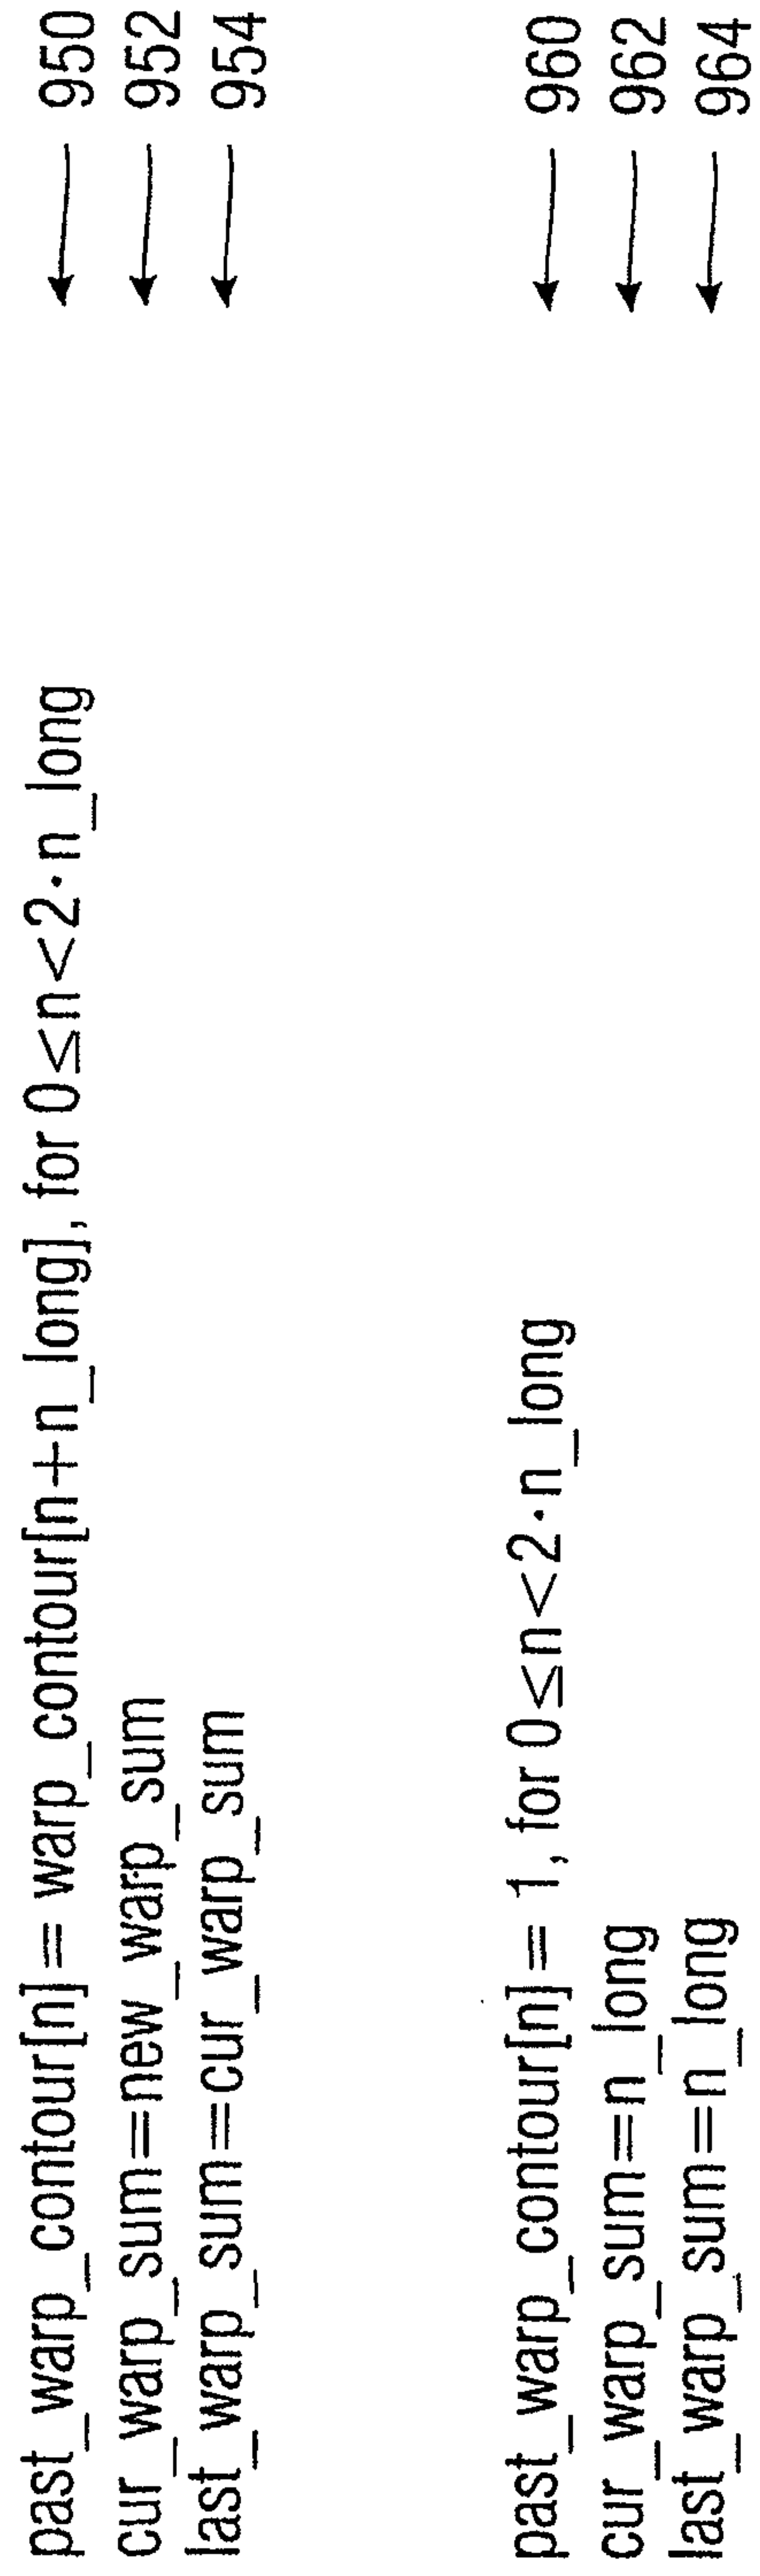 past_warp_contour[n]= warp_contour[n+n_long], for 0≤n<2·n_long 950
cur_warp_sum=new_warp_sum 952
last_warp_sum=cur_warp_sum 954
past_warp_contour[n]= 1, for 0≤n<2·n_long 960
cur_warp_sum=n_long 962
last_warp_sum=n_long 964